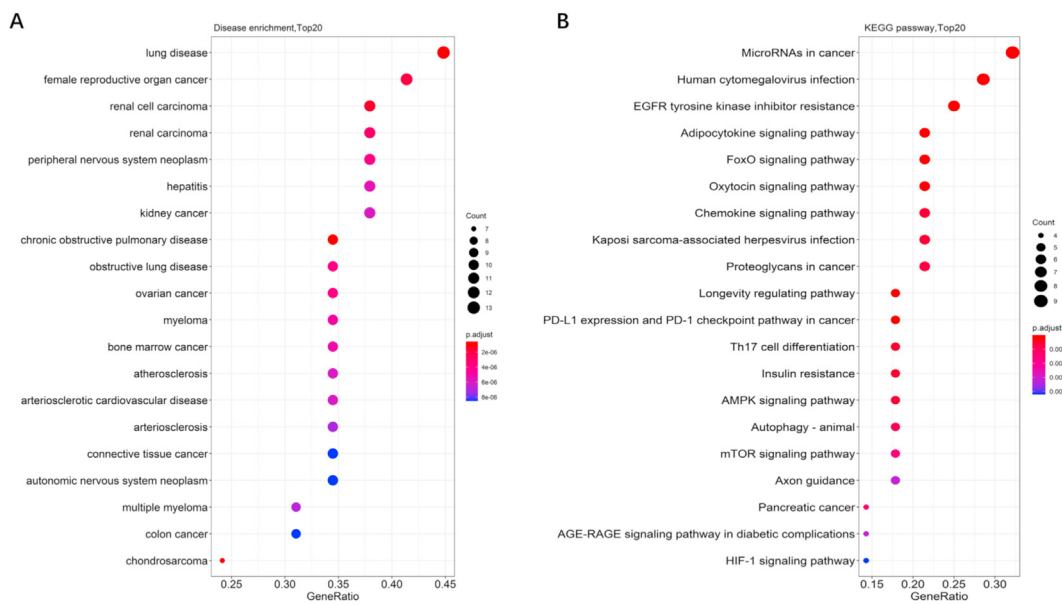 A
Disease enrichment,Top20
lung disease
female reproductive organ cancer
renal cell carcinoma
renal carcinoma
peripheral nervous system neoplasm
hepatitis
kidney cancer
chronic obstructive pulmonary disease
obstructive lung disease
ovarian cancer
myeloma
bone marrow cancer
atherosclerosis
arteriosclerotic cardiovascular disease
arteriosclerosis
connective tissue cancer
autonomic nervous system neoplasm
multiple myeloma
colon cancer
chondrosarcoma
0.25 0.30 0.35 0.40 0.45
GeneRatio
Count
7
8
9
10
11
12
13
p.adjust
2e-06
4e-06
6e-06
8e-06
B
KEGG passway,Top20
MicroRNAs in cancer
Human cytomegalovirus infection
EGFR tyrosine kinase inhibitor resistance
Adipocytokine signaling pathway
FoxO signaling pathway
Oxytocin signaling pathway
Chemokine signaling pathway
Kaposi sarcoma-associated herpesvirus infection
Proteoglycans in cancer
Longevity regulating pathway
PD-L1 expression and PD-1 checkpoint pathway in cancer
Th17 cell differentiation
Insulin resistance
AMPK signaling pathway
Autophagy - animal
mTOR signaling pathway
Axon guidance
Pancreatic cancer
AGE-RAGE signaling pathway in diabetic complications
HIF-1 signaling pathway
0.15 0.20 0.25 0.30
GeneRatio
Count
4
5
6
7
8
9
p.adjust
0.00
0.00
0.00
0.00